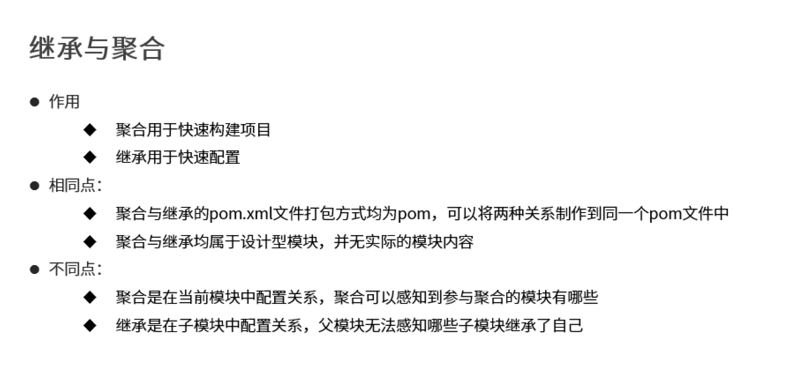 继承与聚合
● 作用
◆ 聚合用于快速构建项目
◆ 继承用于快速配置
● 相同点：
◆ 聚合与继承的pom.xml文件打包方式均为pom，可以将两种关系制作到同一个pom文件中
◆ 聚合与继承均属于设计型模块，并无实际的模块内容
● 不同点：
◆ 聚合是在当前模块中配置关系，聚合可以感知到参与聚合的模块有哪些
◆ 继承是在子模块中配置关系，父模块无法感知哪些子模块继承了自己